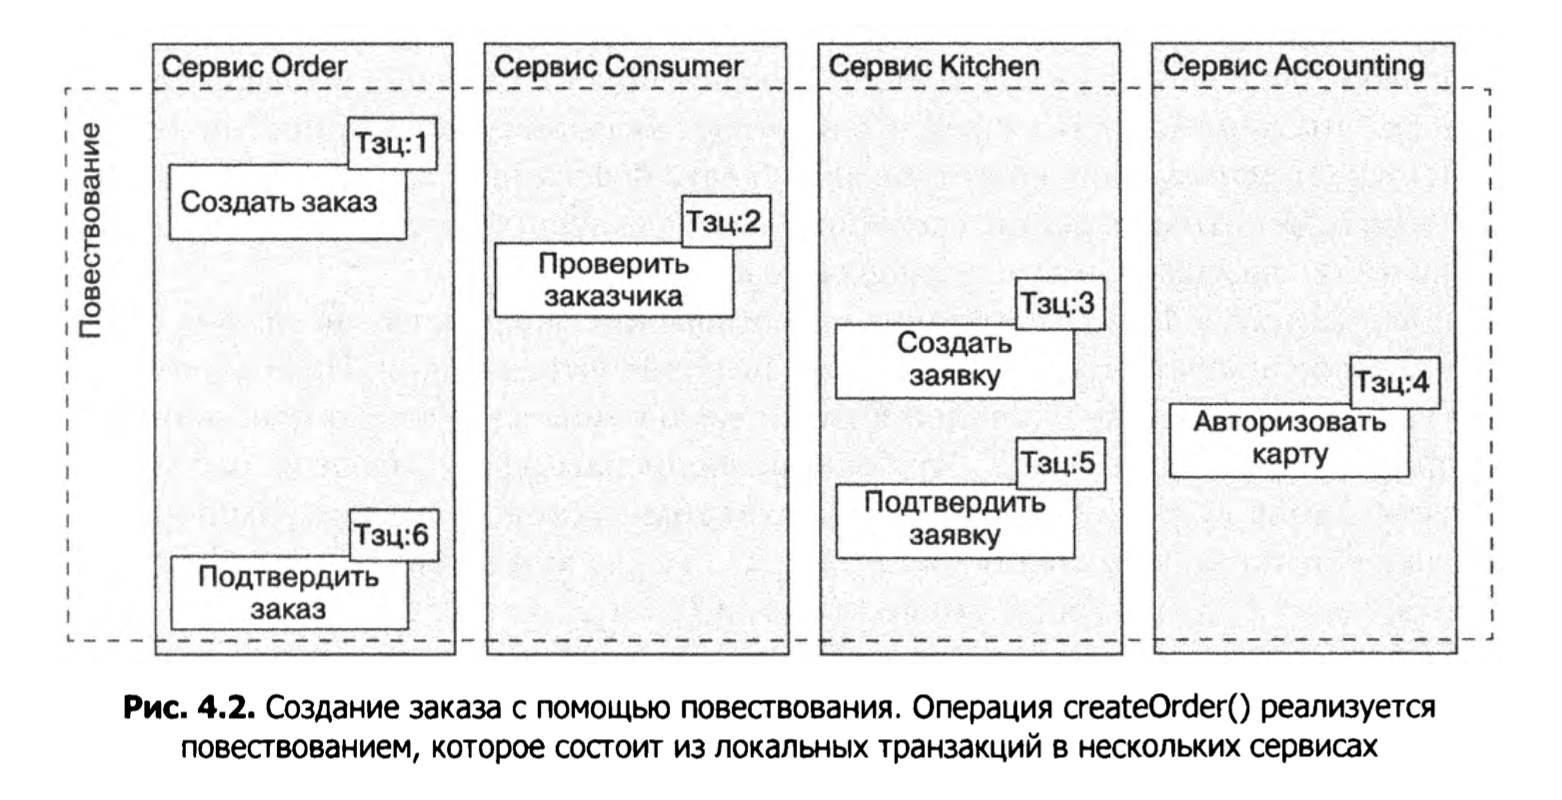 Сервис Order
Сервис Consumer
Сервис Kitchen
Сервис Accounting
Повествование
Тзц:1
Создать заказ
Тзц:2
Проверить
заказчика
Тзц:3
Создать
заявку
Тзц:4
Авторизовать
карту
Тзц:5
Подтвердить
заявку
Тзц:6
Подтвердить
заказ
Рис. 4.2. Создание заказа с помощью повествования. Операция createOrder() реализуется
повествованием, которое состоит из локальных транзакций в нескольких сервисах